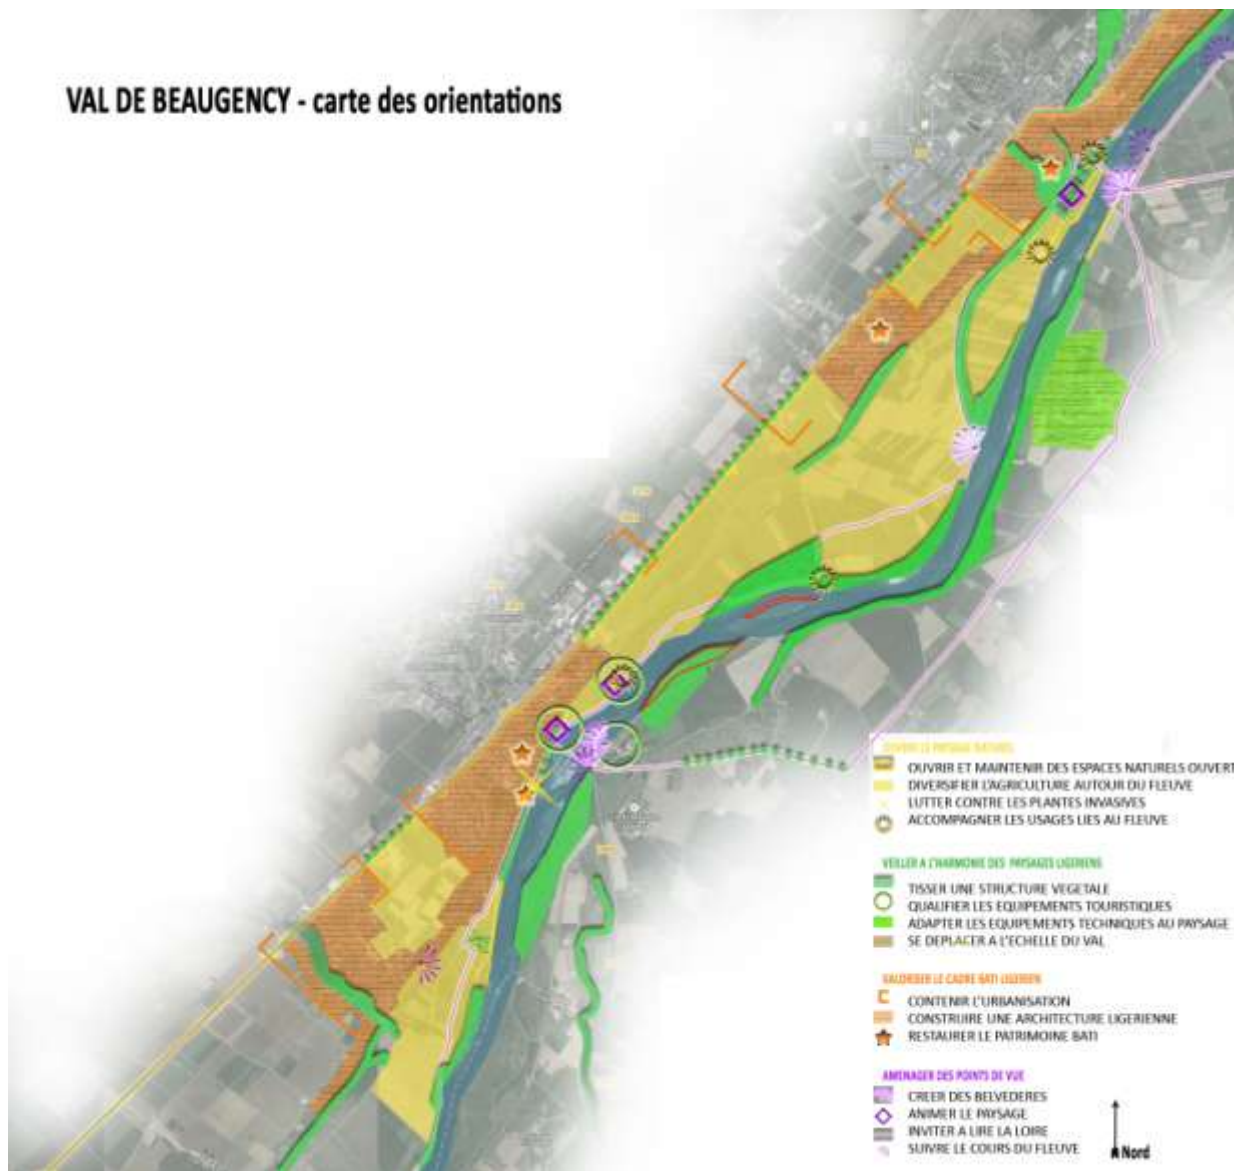 VAL DE BEAUGENCY - carte des orientations
OUVRIR LE PAYSAGE NATUREL
OUVRIR ET MAINTENIR DES ESPACES NATURELS OUVERT
DIVERSIFIER L'AGRICULTURE AUTOUR DU FLEUVE
LUTTER CONTRE LES PLANTES INVASIVES
ACCOMPAGNER LES USAGES LIES AU FLEUVE
VEILLER A L'HARMONIE DES PAYSAGES LIGERIENS
TISSER UNE STRUCTURE VEGETALE
QUALIFIER LES EQUIPEMENTS TOURISTIQUES
ADAPTER LES EQUIPEMENTS TECHNIQUES AU PAYSAGE
SE DEPLACER A L'ECHELLE DU VAL
VALORISER LE CADRE BATI LIGERIEN
CONTENIR L'URBANISATION
CONSTRUIRE UNE ARCHITECTURE LIGERIENNE
RESTAURER LE PATRIMOINE BATI
AMENAGER DES POINTS DE VUE
CREER DES BELVEDERES
ANIMER LE PAYSAGE
INVITER A LIRE LA LOIRE
SUIVRE LE COURS DU FLEUVE
Nord